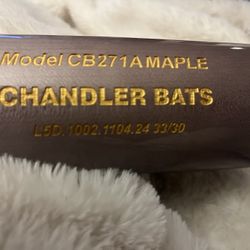 Model CB271A MAPLE
CHANDLER BATS
L5D.1002.1104.24 33/30